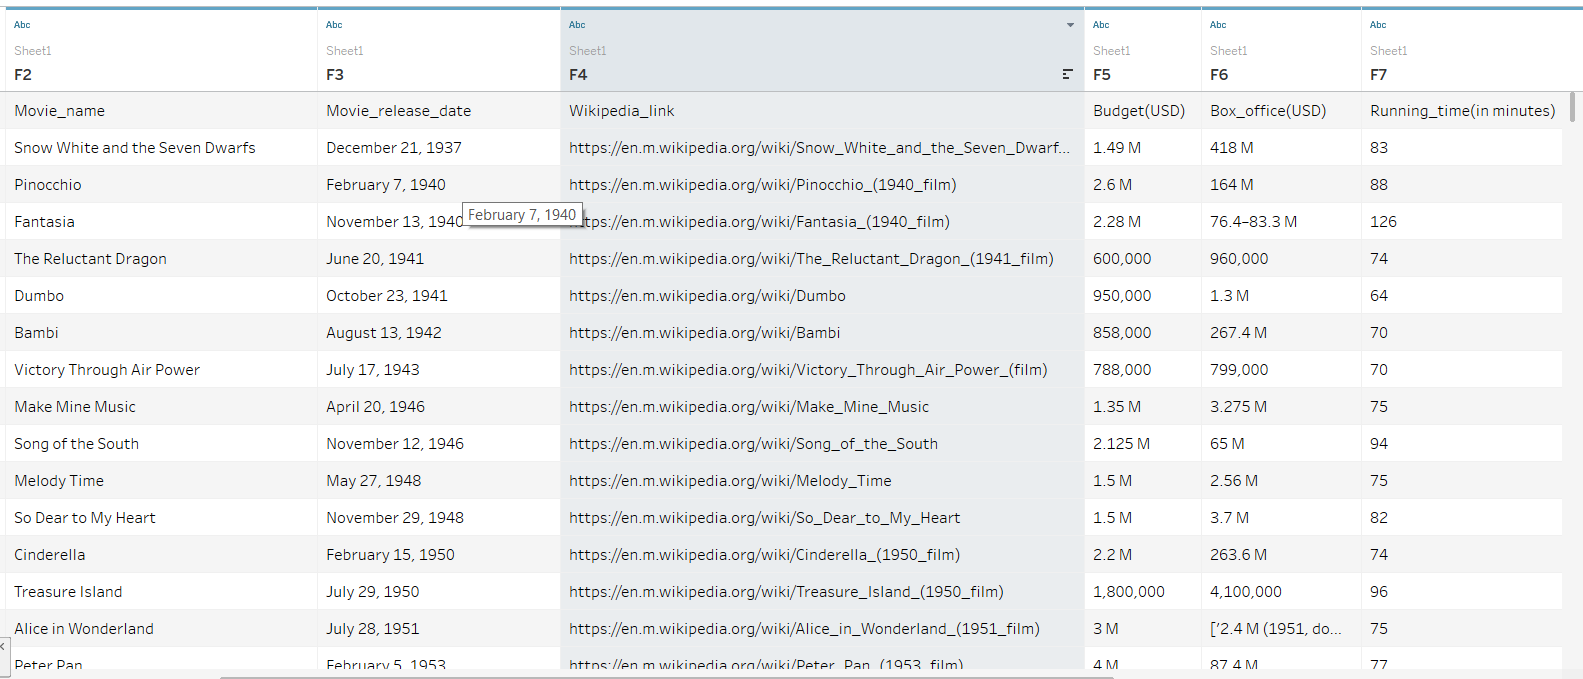 Abc Abc Abc Abc Abc Abc
Sheet1 Sheet1 Sheet1 Sheet1 Sheet1 Sheet1
F2 F3 F4 F5 F6 F7
Movie_name Movie_release_date Wikipedia_link Budget(USD) Box_office(USD) Running_time(in minutes)
Snow White and the Seven Dwarfs December 21, 1937 https://en.m.wikipedia.org/wiki/Snow_White_and_the_Seven_Dwarf... 1.49 M 418 M 83
Pinocchio February 7, 1940 https://en.m.wikipedia.org/wiki/Pinocchio_(1940_film) 2.6 M 164 M 88
February 7, 1940
Fantasia November 13, 1940 ttps://en.m.wikipedia.org/wiki/Fantasia_(1940_film) 2.28 M 76.4–83.3 M 126
The Reluctant Dragon June 20, 1941 https://en.m.wikipedia.org/wiki/The_Reluctant_Dragon_(1941_film) 600,000 960,000 74
Dumbo October 23, 1941 https://en.m.wikipedia.org/wiki/Dumbo 950,000 1.3 M 64
Bambi August 13, 1942 https://en.m.wikipedia.org/wiki/Bambi 858,000 267.4 M 70
Victory Through Air Power July 17, 1943 https://en.m.wikipedia.org/wiki/Victory_Through_Air_Power_(film) 788,000 799,000 70
Make Mine Music April 20, 1946 https://en.m.wikipedia.org/wiki/Make_Mine_Music 1.35 M 3.275 M 75
Song of the South November 12, 1946 https://en.m.wikipedia.org/wiki/Song_of_the_South 2.125 M 65 M 94
Melody Time May 27, 1948 https://en.m.wikipedia.org/wiki/Melody_Time 1.5 M 2.56 M 75
So Dear to My Heart November 29, 1948 https://en.m.wikipedia.org/wiki/So_Dear_to_My_Heart 1.5 M 3.7 M 82
Cinderella February 15, 1950 https://en.m.wikipedia.org/wiki/Cinderella_(1950_film) 2.2 M 263.6 M 74
Treasure Island July 29, 1950 https://en.m.wikipedia.org/wiki/Treasure_Island_(1950_film) 1,800,000 4,100,000 96
Alice in Wonderland July 28, 1951 https://en.m.wikipedia.org/wiki/Alice_in_Wonderland_(1951_film) 3 M ['2.4 M (1951, do... 75
Peter Pan February 5, 1953 https://en.m.wikipedia.org/wiki/Peter_Pan_(1953_film) 4 M 87.4 M 77